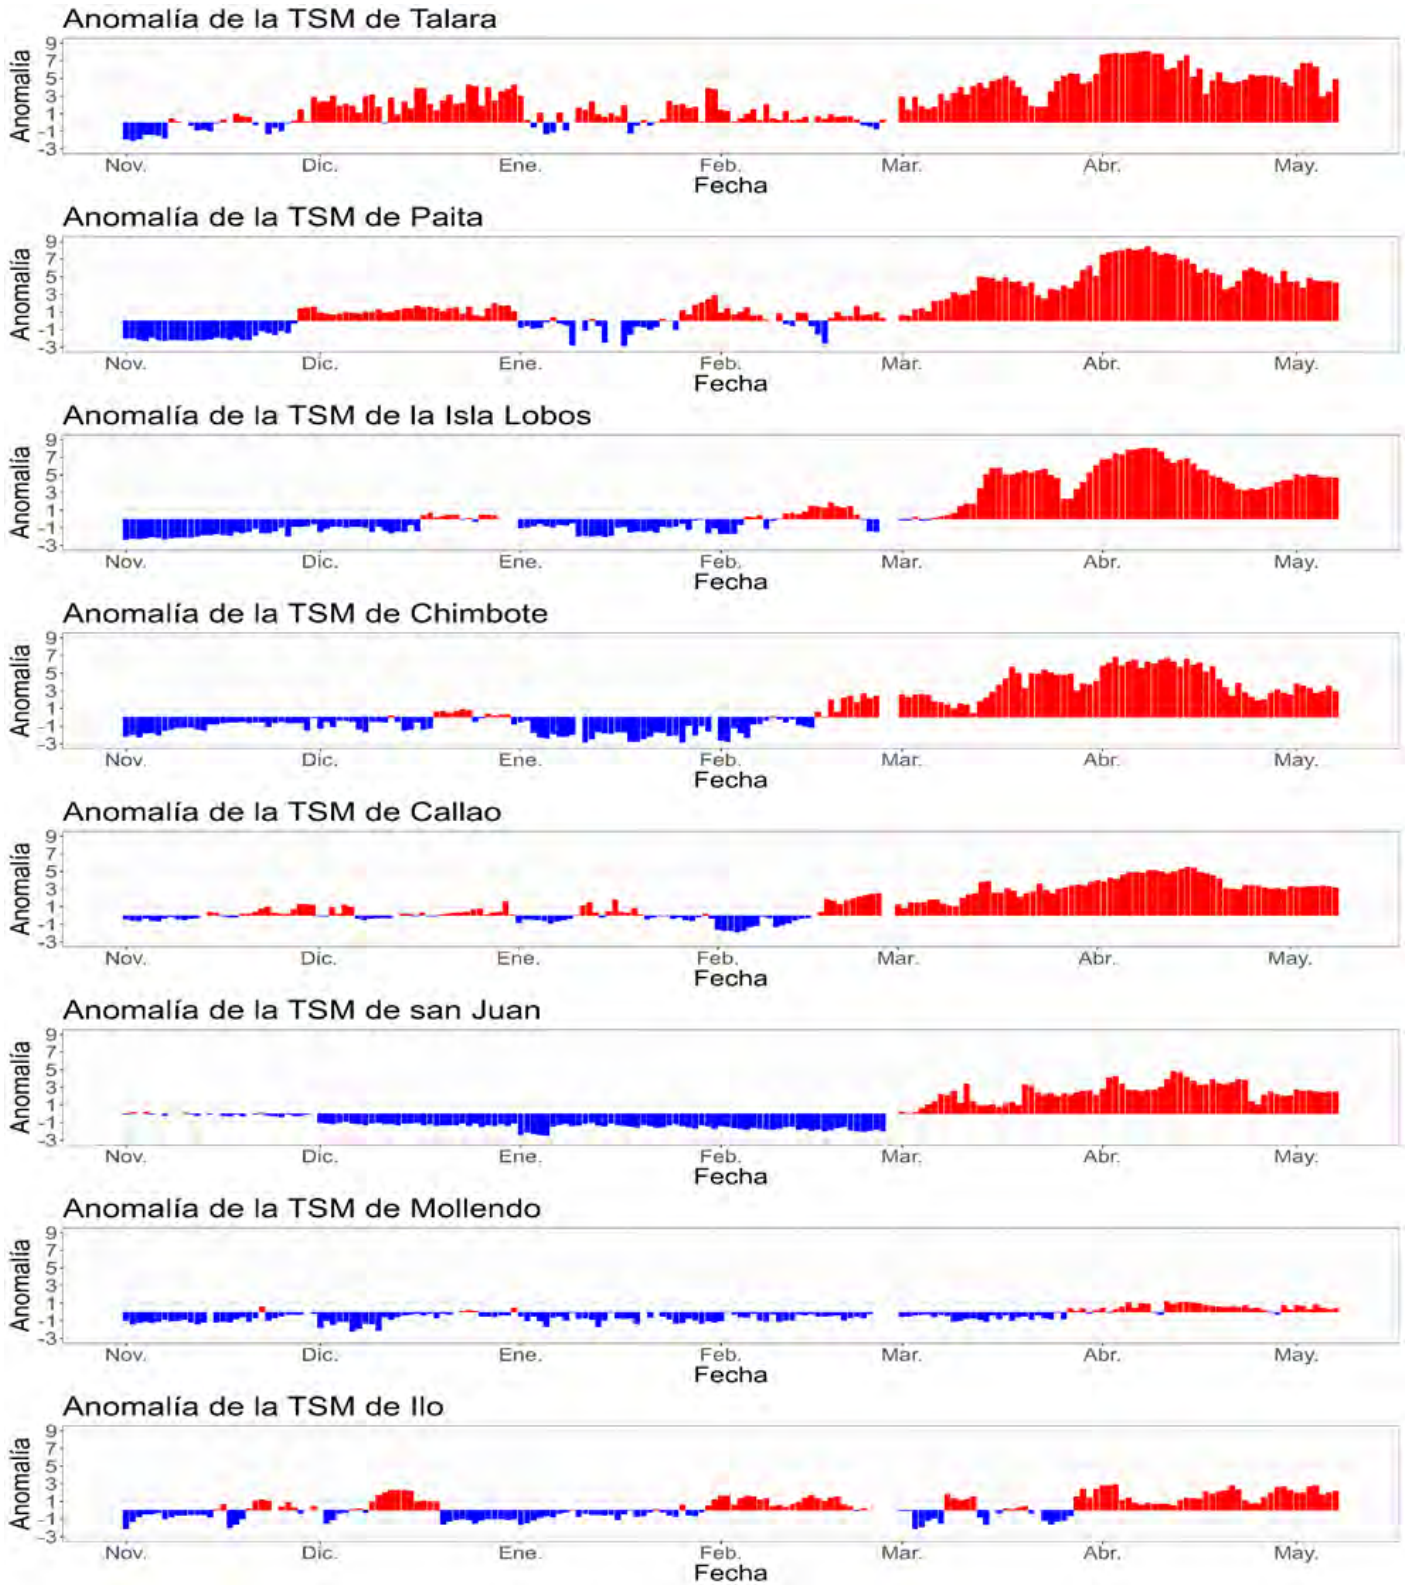 Anomalía de la TSM de Talara
Anomalía
9
7
5
3
1
-1
-3
Nov. Dic. Ene. Feb. Mar. Abr. May.
Fecha
Anomalía de la TSM de Paita
Anomalía
9
7
5
3
1
-1
-3
Nov. Dic. Ene. Feb. Mar. Abr. May.
Fecha
Anomalía de la TSM de la Isla Lobos
Anomalía
9
7
5
3
1
-1
-3
Nov. Dic. Ene. Feb. Mar. Abr. May.
Fecha
Anomalía de la TSM de Chimbote
Anomalía
9
7
5
3
1
-1
-3
Nov. Dic. Ene. Feb. Mar. Abr. May.
Fecha
Anomalía de la TSM de Callao
Anomalía
9
7
5
3
1
-1
-3
Nov. Dic. Ene. Feb. Mar. Abr. May.
Fecha
Anomalía de la TSM de san Juan
Anomalía
9
7
5
3
1
-1
-3
Nov. Dic. Ene. Feb. Mar. Abr. May.
Fecha
Anomalía de la TSM de Mollendo
Anomalía
9
7
5
3
1
-1
-3
Nov. Dic. Ene. Feb. Mar. Abr. May.
Fecha
Anomalía de la TSM de Ilo
Anomalía
9
7
5
3
1
-1
-3
Nov. Dic. Ene. Feb. Mar. Abr. May.
Fecha